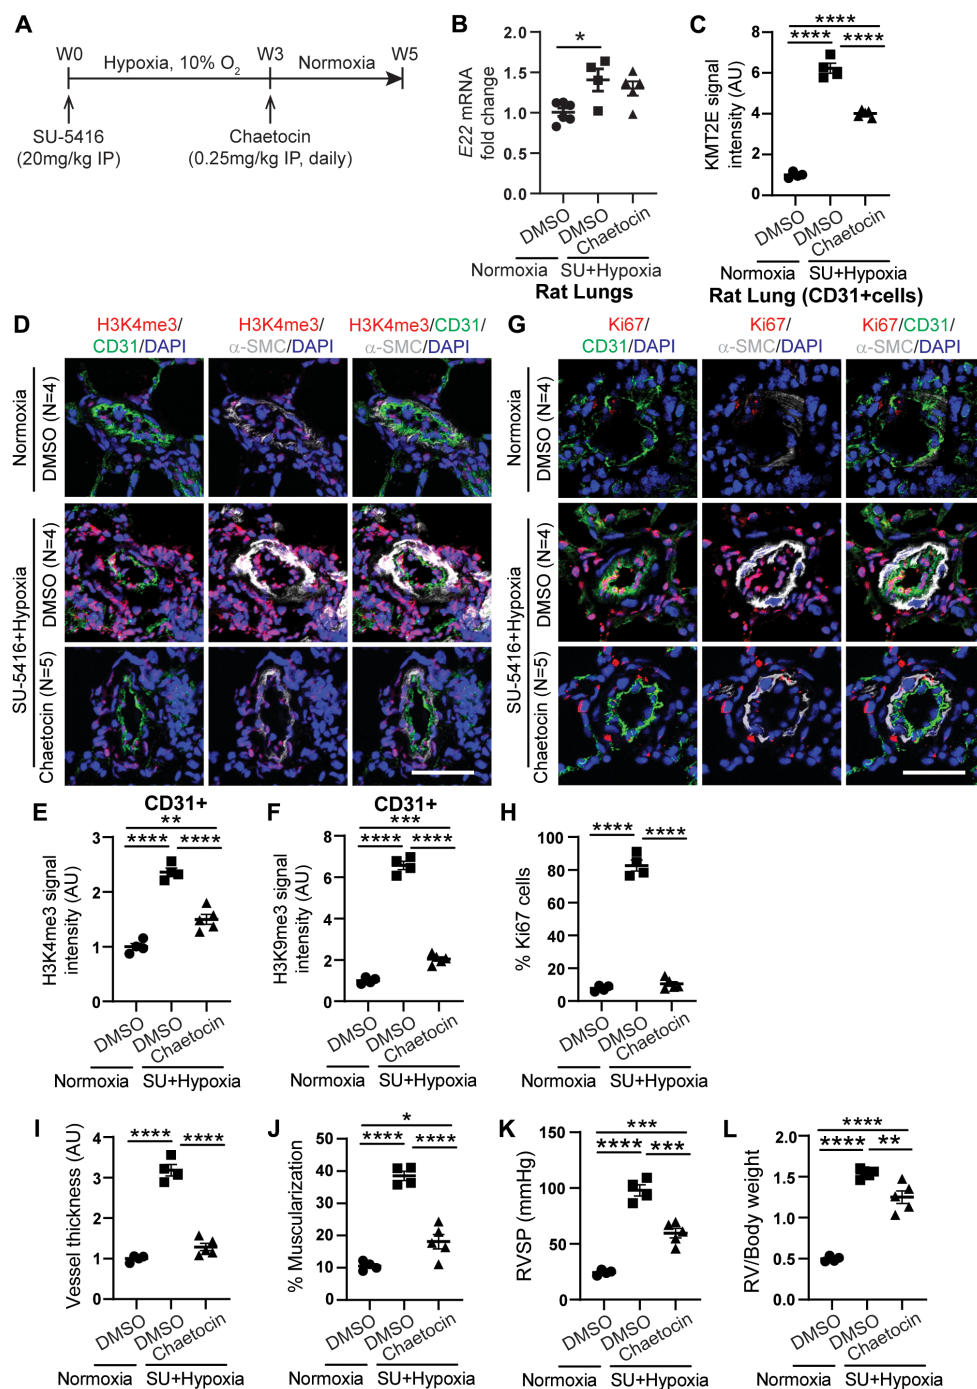 A
W0
W3
W5
Hypoxia, 10% O2
Normoxia
SU-5416
(20mg/kg IP)
Chaetocin
(0.25mg/kg IP, daily)
B
E22 mRNA
fold change
2.0
1.5
1.0
0.5
0.0
*
DMSO
DMSO
Chaetocin
Normoxia
SU+Hypoxia
Rat Lungs
C
KMT2E signal
intensity (AU)
8
6
4
2
0
****
**** ****
DMSO
DMSO
Chaetocin
Normoxia
SU+Hypoxia
Rat Lung (CD31+cells)
D
H3K4me3/
CD31/DAPI
H3K4me3/
α-SMC/DAPI
H3K4me3/CD31/
α-SMC/DAPI
Normoxia
DMSO (N=4)
SU-5416+Hypoxia
DMSO (N=4)
Chaetocin (N=5)
G
Ki67/
CD31/DAPI
Ki67/
α-SMC/DAPI
Ki67/CD31/
α-SMC/DAPI
Normoxia
DMSO (N=4)
SU-5416+Hypoxia
DMSO (N=4)
Chaetocin (N=5)
E
CD31+
**
**** ****
H3K4me3 signal
intensity (AU)
3
2
1
0
DMSO
DMSO
Chaetocin
Normoxia
SU+Hypoxia
F
CD31+
***
**** ****
H3K9me3 signal
intensity (AU)
8
6
4
2
0
DMSO
DMSO
Chaetocin
Normoxia
SU+Hypoxia
H
**** ****
% Ki67 cells
100
80
60
40
20
0
DMSO
DMSO
Chaetocin
Normoxia
SU+Hypoxia
I
**** ****
Vessel thickness (AU)
4
3
2
1
0
DMSO
DMSO
Chaetocin
Normoxia
SU+Hypoxia
J
*
**** ****
% Muscularization
50
40
30
20
10
0
DMSO
DMSO
Chaetocin
Normoxia
SU+Hypoxia
K
***
**** ***
RVSP (mmHg)
150
100
50
0
DMSO
DMSO
Chaetocin
Normoxia
SU+Hypoxia
L
****
**** **
RV/Body weight
2.0
1.5
1.0
0.5
0.0
DMSO
DMSO
Chaetocin
Normoxia
SU+Hypoxia